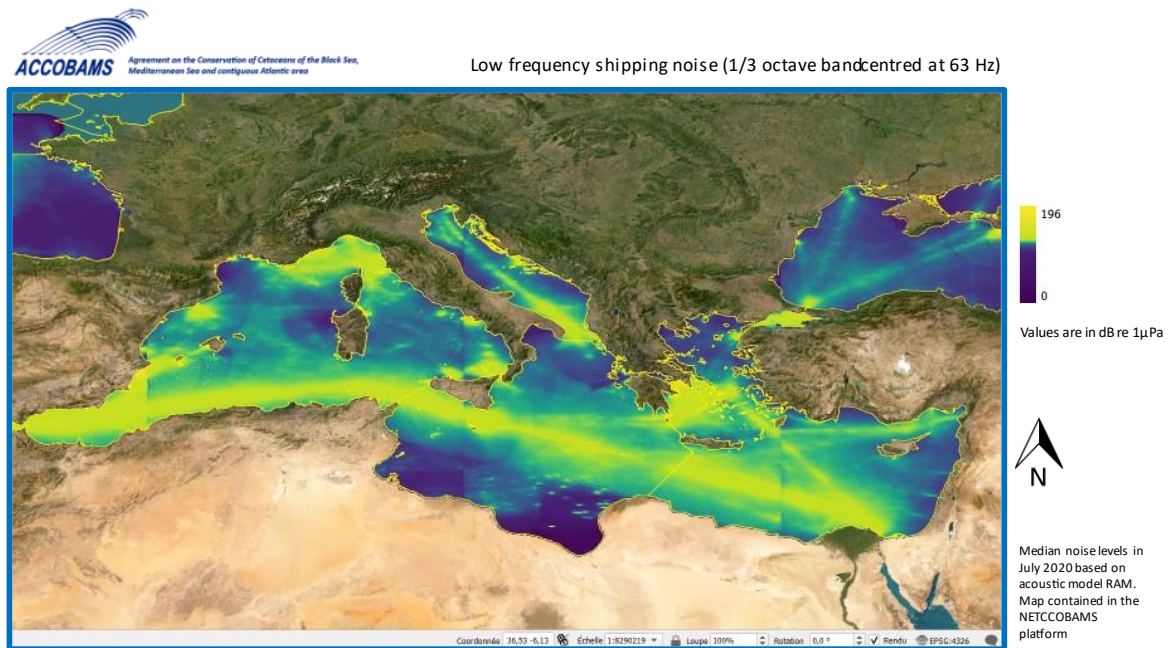 ACCOBAMS
Agreement on the Conservation of Cetaceans of the Black Sea,
Mediterranean Sea and contiguous Atlantic area
Low frequency shipping noise (1/3 octave bandcentred at 63 Hz)
196
0
Values are in dB re 1µPa
N
Median noise levels in
July 2020 based on
acoustic model RAM.
Map contained in the
NETCCOBAMS
platform
Coordonnée 36,53 -6,13 Échelle 1:8290219 Loupe 100% Rotation 0,0 ° Rendu EPSG:4326